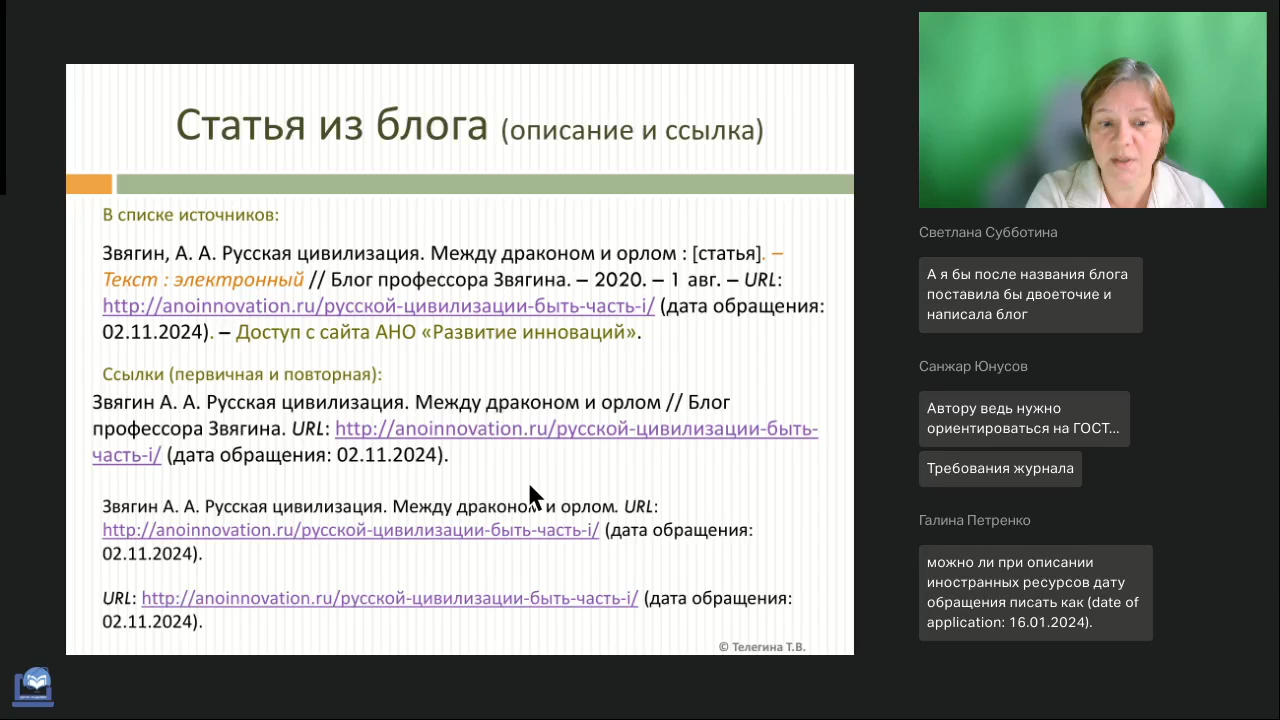 Статья из блога (описание и ссылка)
В списке источников:
Звягин, А. А. Русская цивилизация. Между драконом и орлом : [статья]. –
Текст : электронный // Блог профессора Звягина. – 2020. – 1 авг. – URL:
http://anoinnovation.ru/русской-цивилизации-быть-часть-i/ (дата обращения:
02.11.2024). – Доступ с сайта АНО «Развитие инноваций».
Ссылки (первичная и повторная):
Звягин А. А. Русская цивилизация. Между драконом и орлом // Блог
профессора Звягина. URL: http://anoinnovation.ru/русской-цивилизации-быть-
часть-i/ (дата обращения: 02.11.2024).
Звягин А. А. Русская цивилизация. Между драконом и орлом. URL:
http://anoinnovation.ru/русской-цивилизации-быть-часть-i/ (дата обращения:
02.11.2024).
URL: http://anoinnovation.ru/русской-цивилизации-быть-часть-i/ (дата обращения:
02.11.2024).
© Телегина Т.В.
Светлана Субботина
А я бы после названия блога
поставила бы двоеточие и
написала блог
Санжар Юнусов
Автору ведь нужно
ориентироваться на ГОСТ...
Требования журнала
Галина Петренко
можно ли при описании
иностранных ресурсов дату
обращения писать как (date of
application: 16.01.2024).